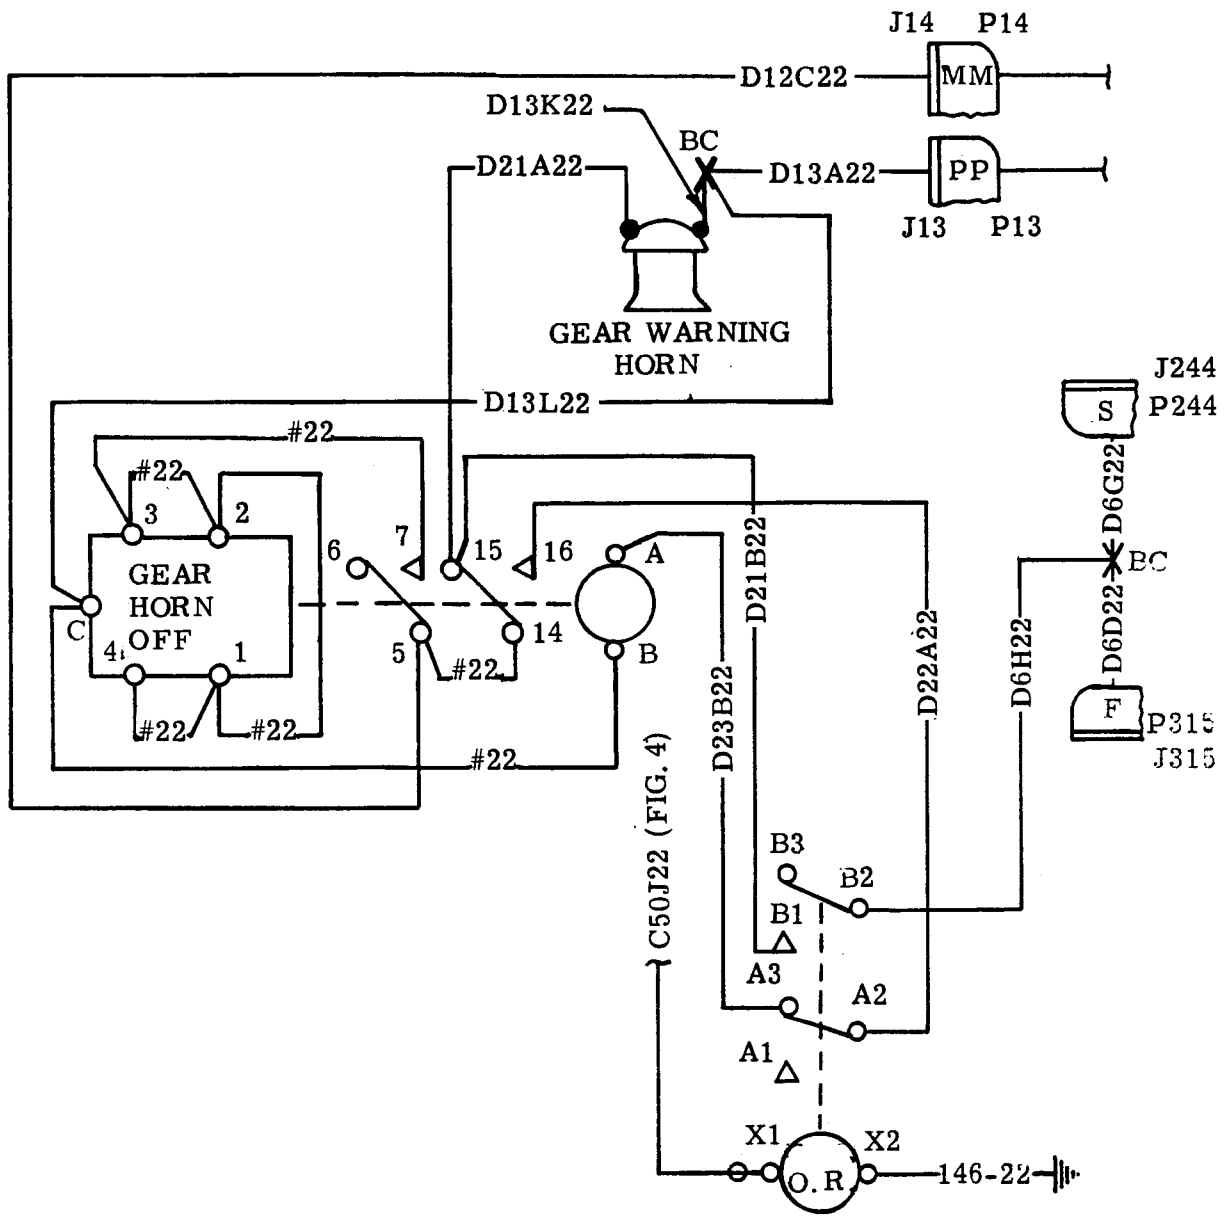 J14 P14
D12C22
MM
D13K22
BC
D21A22
D13A22
PP
J13 P13
GEAR WARNING
HORN
J244
S
P244
D13L22
#22
#22
D6G22
3
2
6
7
15
16
A
D21B22
BC
GEAR
HORN
OFF
C
4
1
5
14
B
#22
D22A22
D6H22
D6D22
F
P315
J315
#22
#22
#22
D23B22
C50J22 (FIG. 4)
B3
B2
B1
A3
A2
A1
X1
X2
O.R.
146-22